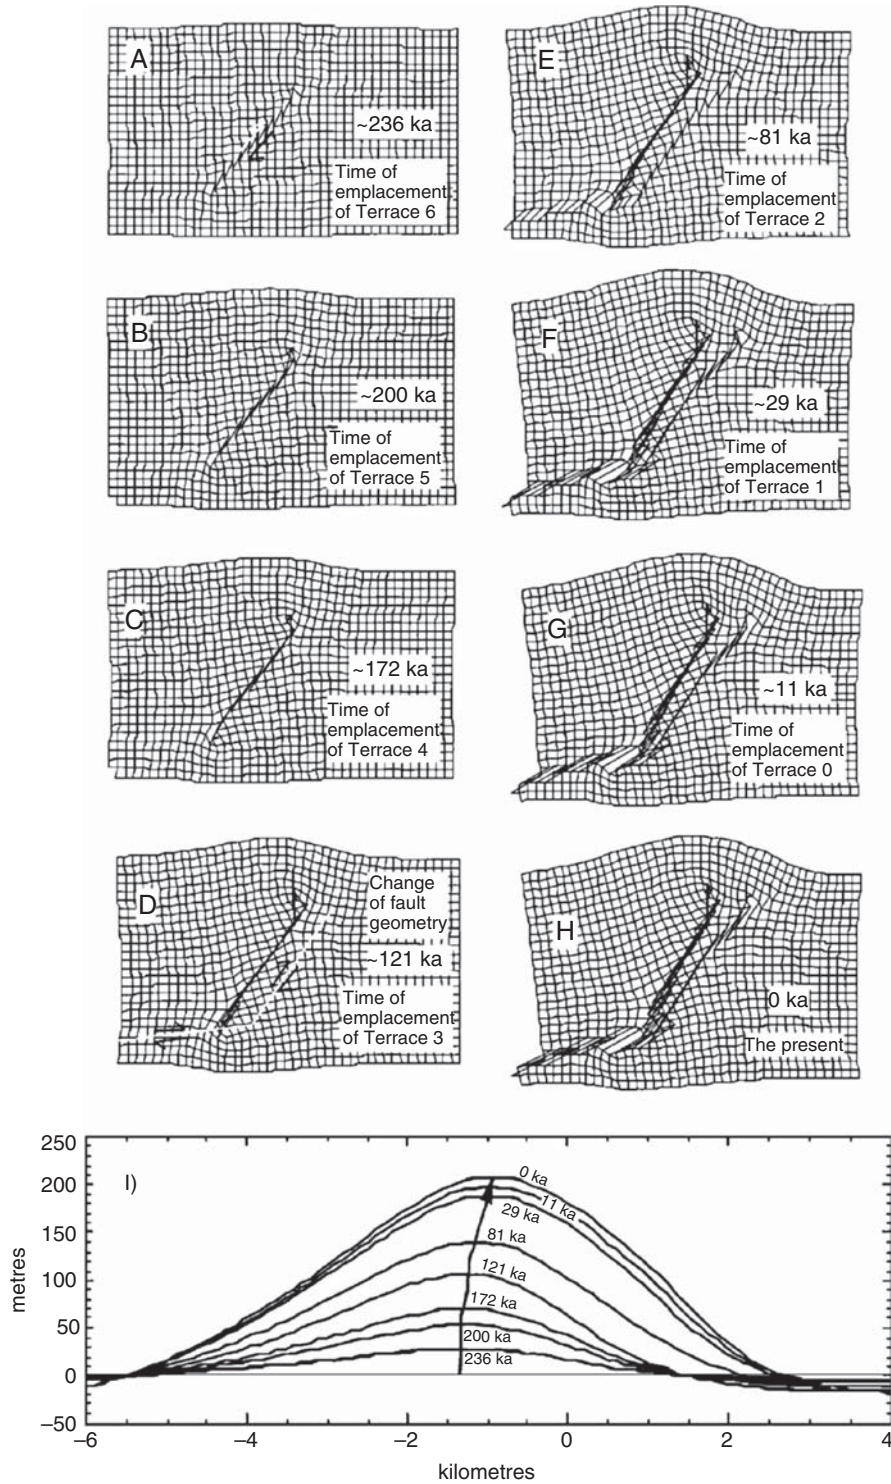 A
~236 ka
Time of
emplacement
of Terrace 6
B
~200 ka
Time of
emplacement
of Terrace 5
C
~172 ka
Time of
emplacement
of Terrace 4
D
Change
of fault
geometry
~121 ka
Time of
emplacement
of Terrace 3
E
~81 ka
Time of
emplacement
of Terrace 2
F
~29 ka
Time of
emplacement
of Terrace 1
G
~11 ka
Time of
emplacement
of Terrace 0
H
0 ka
The present
I)
250
200
150
100
50
0
–50
metres
0 ka
11 ka
29 ka
81 ka
121 ka
172 ka
200 ka
236 ka
–6
–4
–2
0
2
4
kilometres